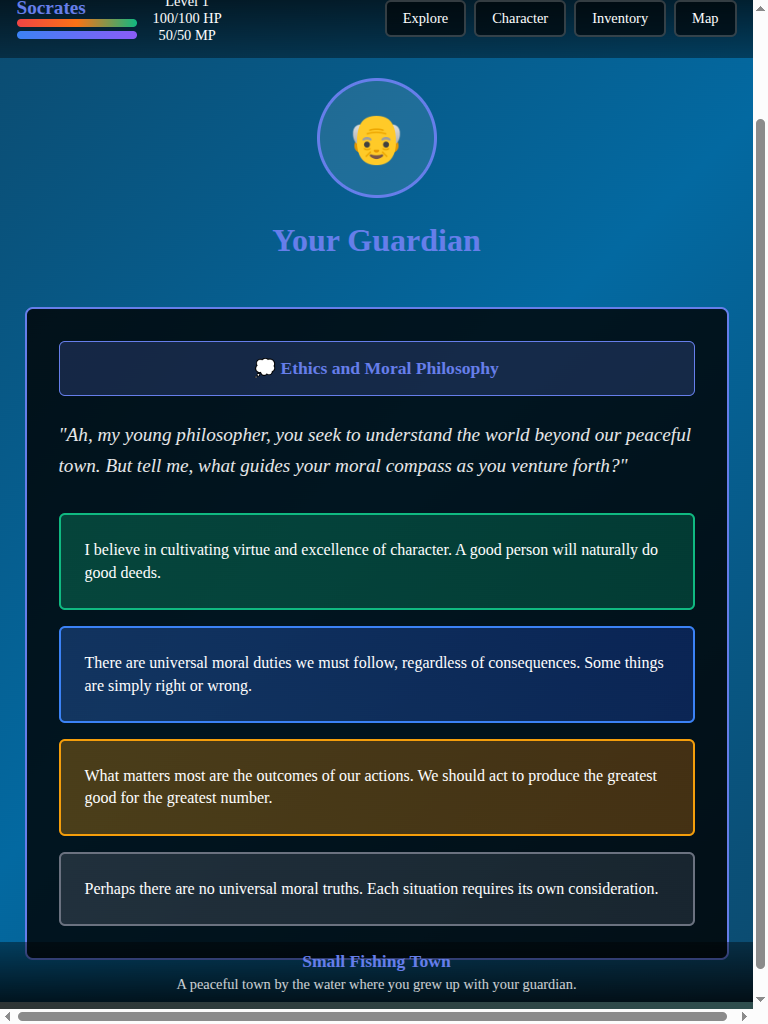 Socrates
Level 1
100/100 HP
50/50 MP
Explore
Character
Inventory
Map
Your Guardian
Ethics and Moral Philosophy
"Ah, my young philosopher, you seek to understand the world beyond our peaceful
town. But tell me, what guides your moral compass as you venture forth?"
I believe in cultivating virtue and excellence of character. A good person will naturally do
good deeds.
There are universal moral duties we must follow, regardless of consequences. Some things
are simply right or wrong.
What matters most are the outcomes of our actions. We should act to produce the greatest
good for the greatest number.
Perhaps there are no universal moral truths. Each situation requires its own consideration.
Small Fishing Town
A peaceful town by the water where you grew up with your guardian.